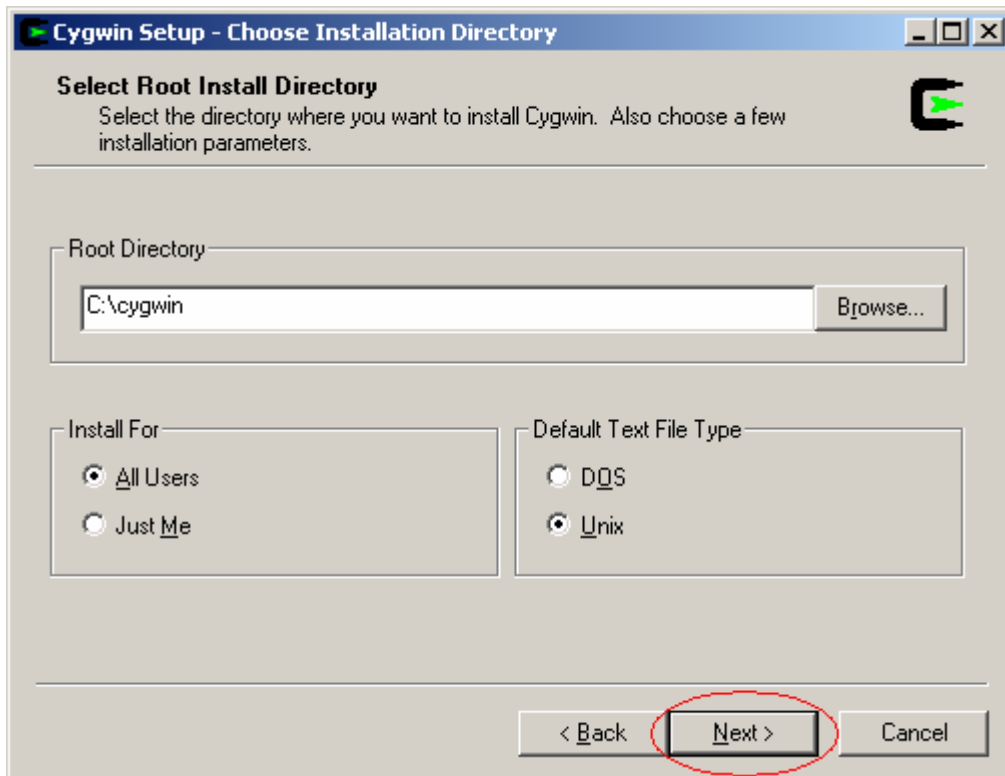 Cygwin Setup - Choose Installation Directory
Select Root Install Directory
Select the directory where you want to install Cygwin. Also choose a few
installation parameters.
Root Directory
C:\cygwin
Browse...
Install For
All Users
Just Me
Default Text File Type
DOS
Unix
< Back
Next >
Cancel